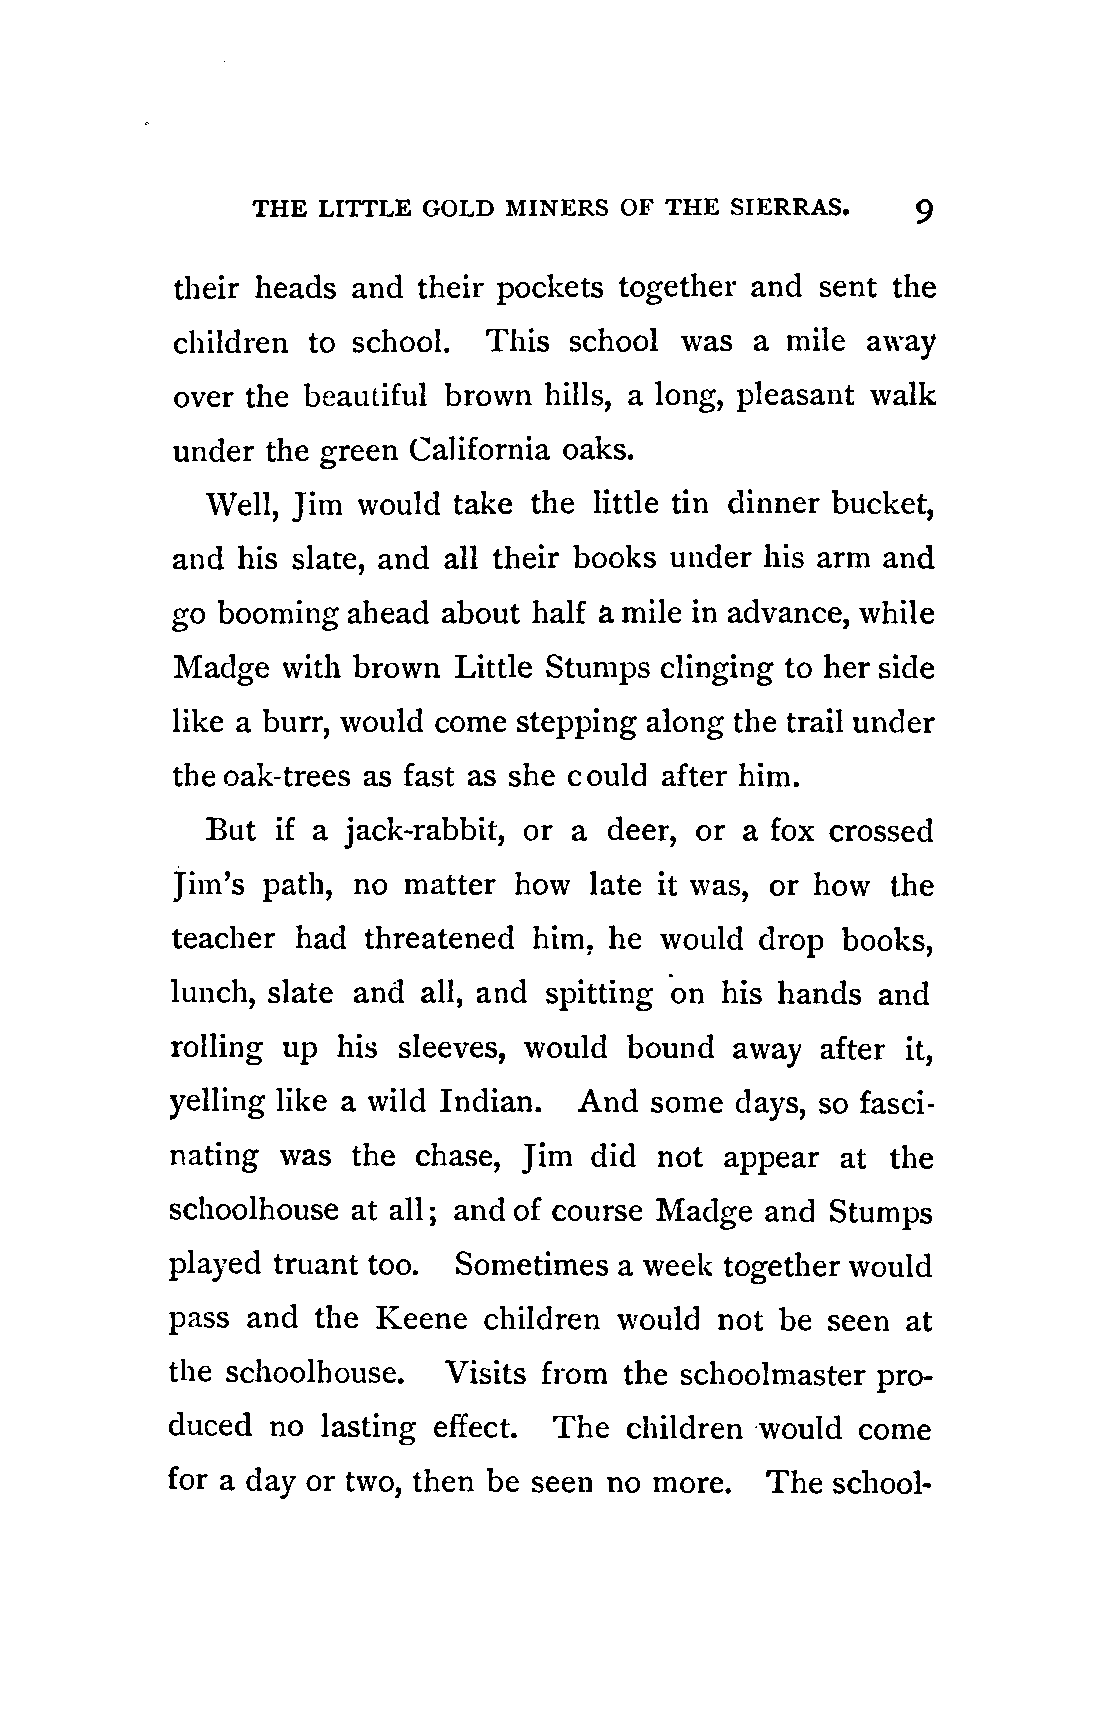 THE LITTLE GOLD MINERS OF THE SIERRAS. 9
their heads and their pockets together and sent the
children to school. This school was a mile away
over the beautiful brown hills, a long, pleasant walk
under the green California oaks.
Well, Jim would take the little tin dinner bucket,
and his slate, and all their books under his arm and
go booming ahead about half a mile in advance, while
Madge with brown Little Stumps clinging to her side
like a burr, would come stepping along the trail under
the oak-trees as fast as she could after him.
But if a jack-rabbit, or a deer, or a fox crossed
Jim's path, no matter how late it was, or how the
teacher had threatened him, he would drop books,
lunch, slate and all, and spitting on his hands and
rolling up his sleeves, would bound away after it,
yelling like a wild Indian. And some days, so fasci-
nating was the chase, Jim did not appear at the
schoolhouse at all; and of course Madge and Stumps
played truant too. Sometimes a week together would
pass and the Keene children would not be seen at
the schoolhouse. Visits from the schoolmaster pro-
duced no lasting effect. The children would come
for a day or two, then be seen no more. The school-